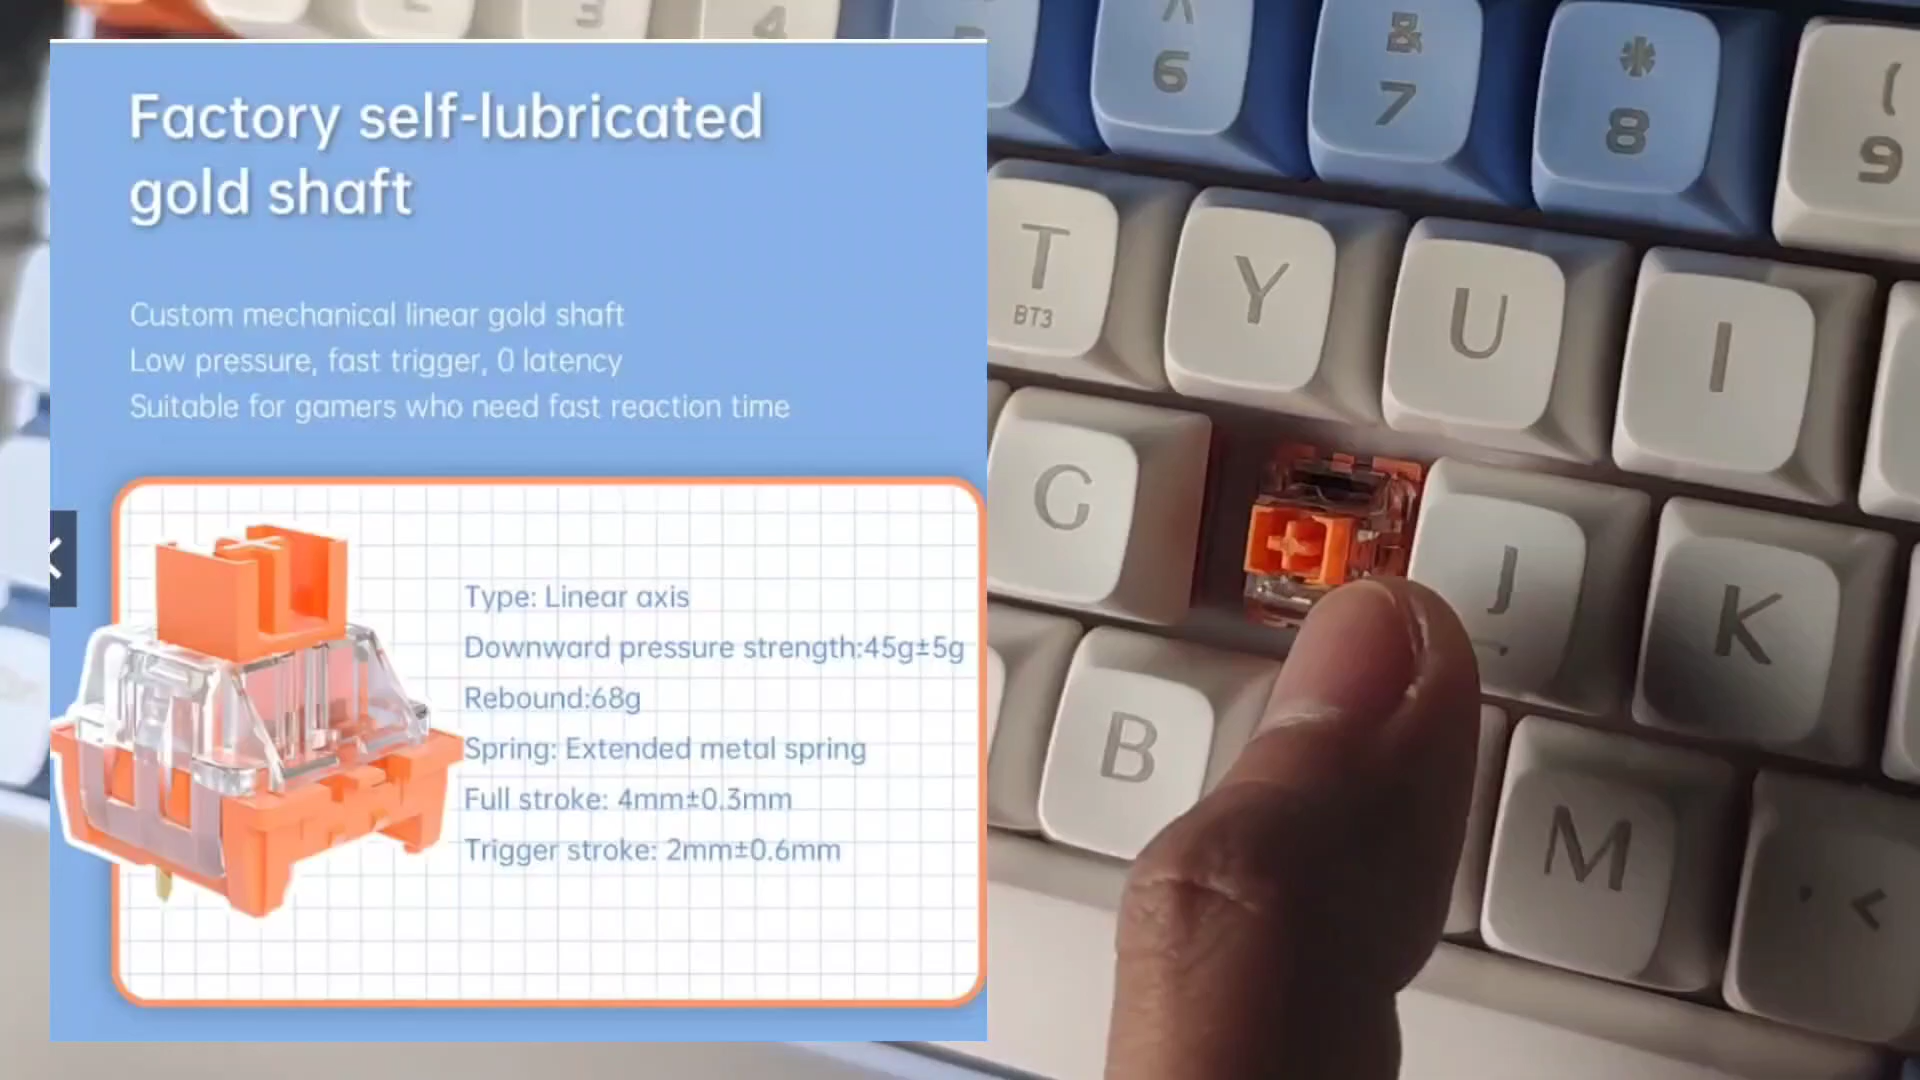 Factory self-lubricated
gold shaft
Custom mechanical linear gold shaft
Low pressure, fast trigger, 0 latency
Suitable for gamers who need fast reaction time
Type: Linear axis
Downward pressure strength:45g±5g
Rebound:68g
Spring: Extended metal spring
Full stroke: 4mm±0.3mm
Trigger stroke: 2mm±0.6mm
3 4
^ & * (
6 7 8 9
T Y U I
BT3
G J K
B M , <